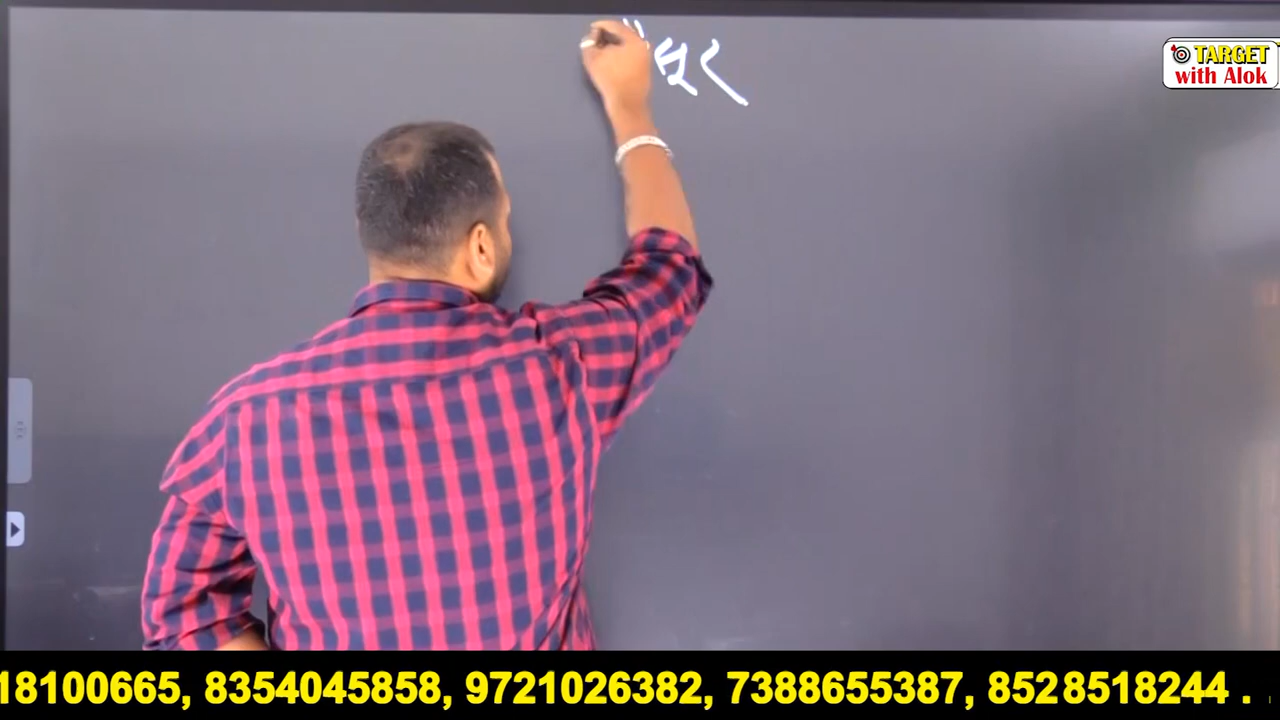 TARGET
with Alok
18100665, 8354045858, 9721026382, 7388655387, 8528518244 .